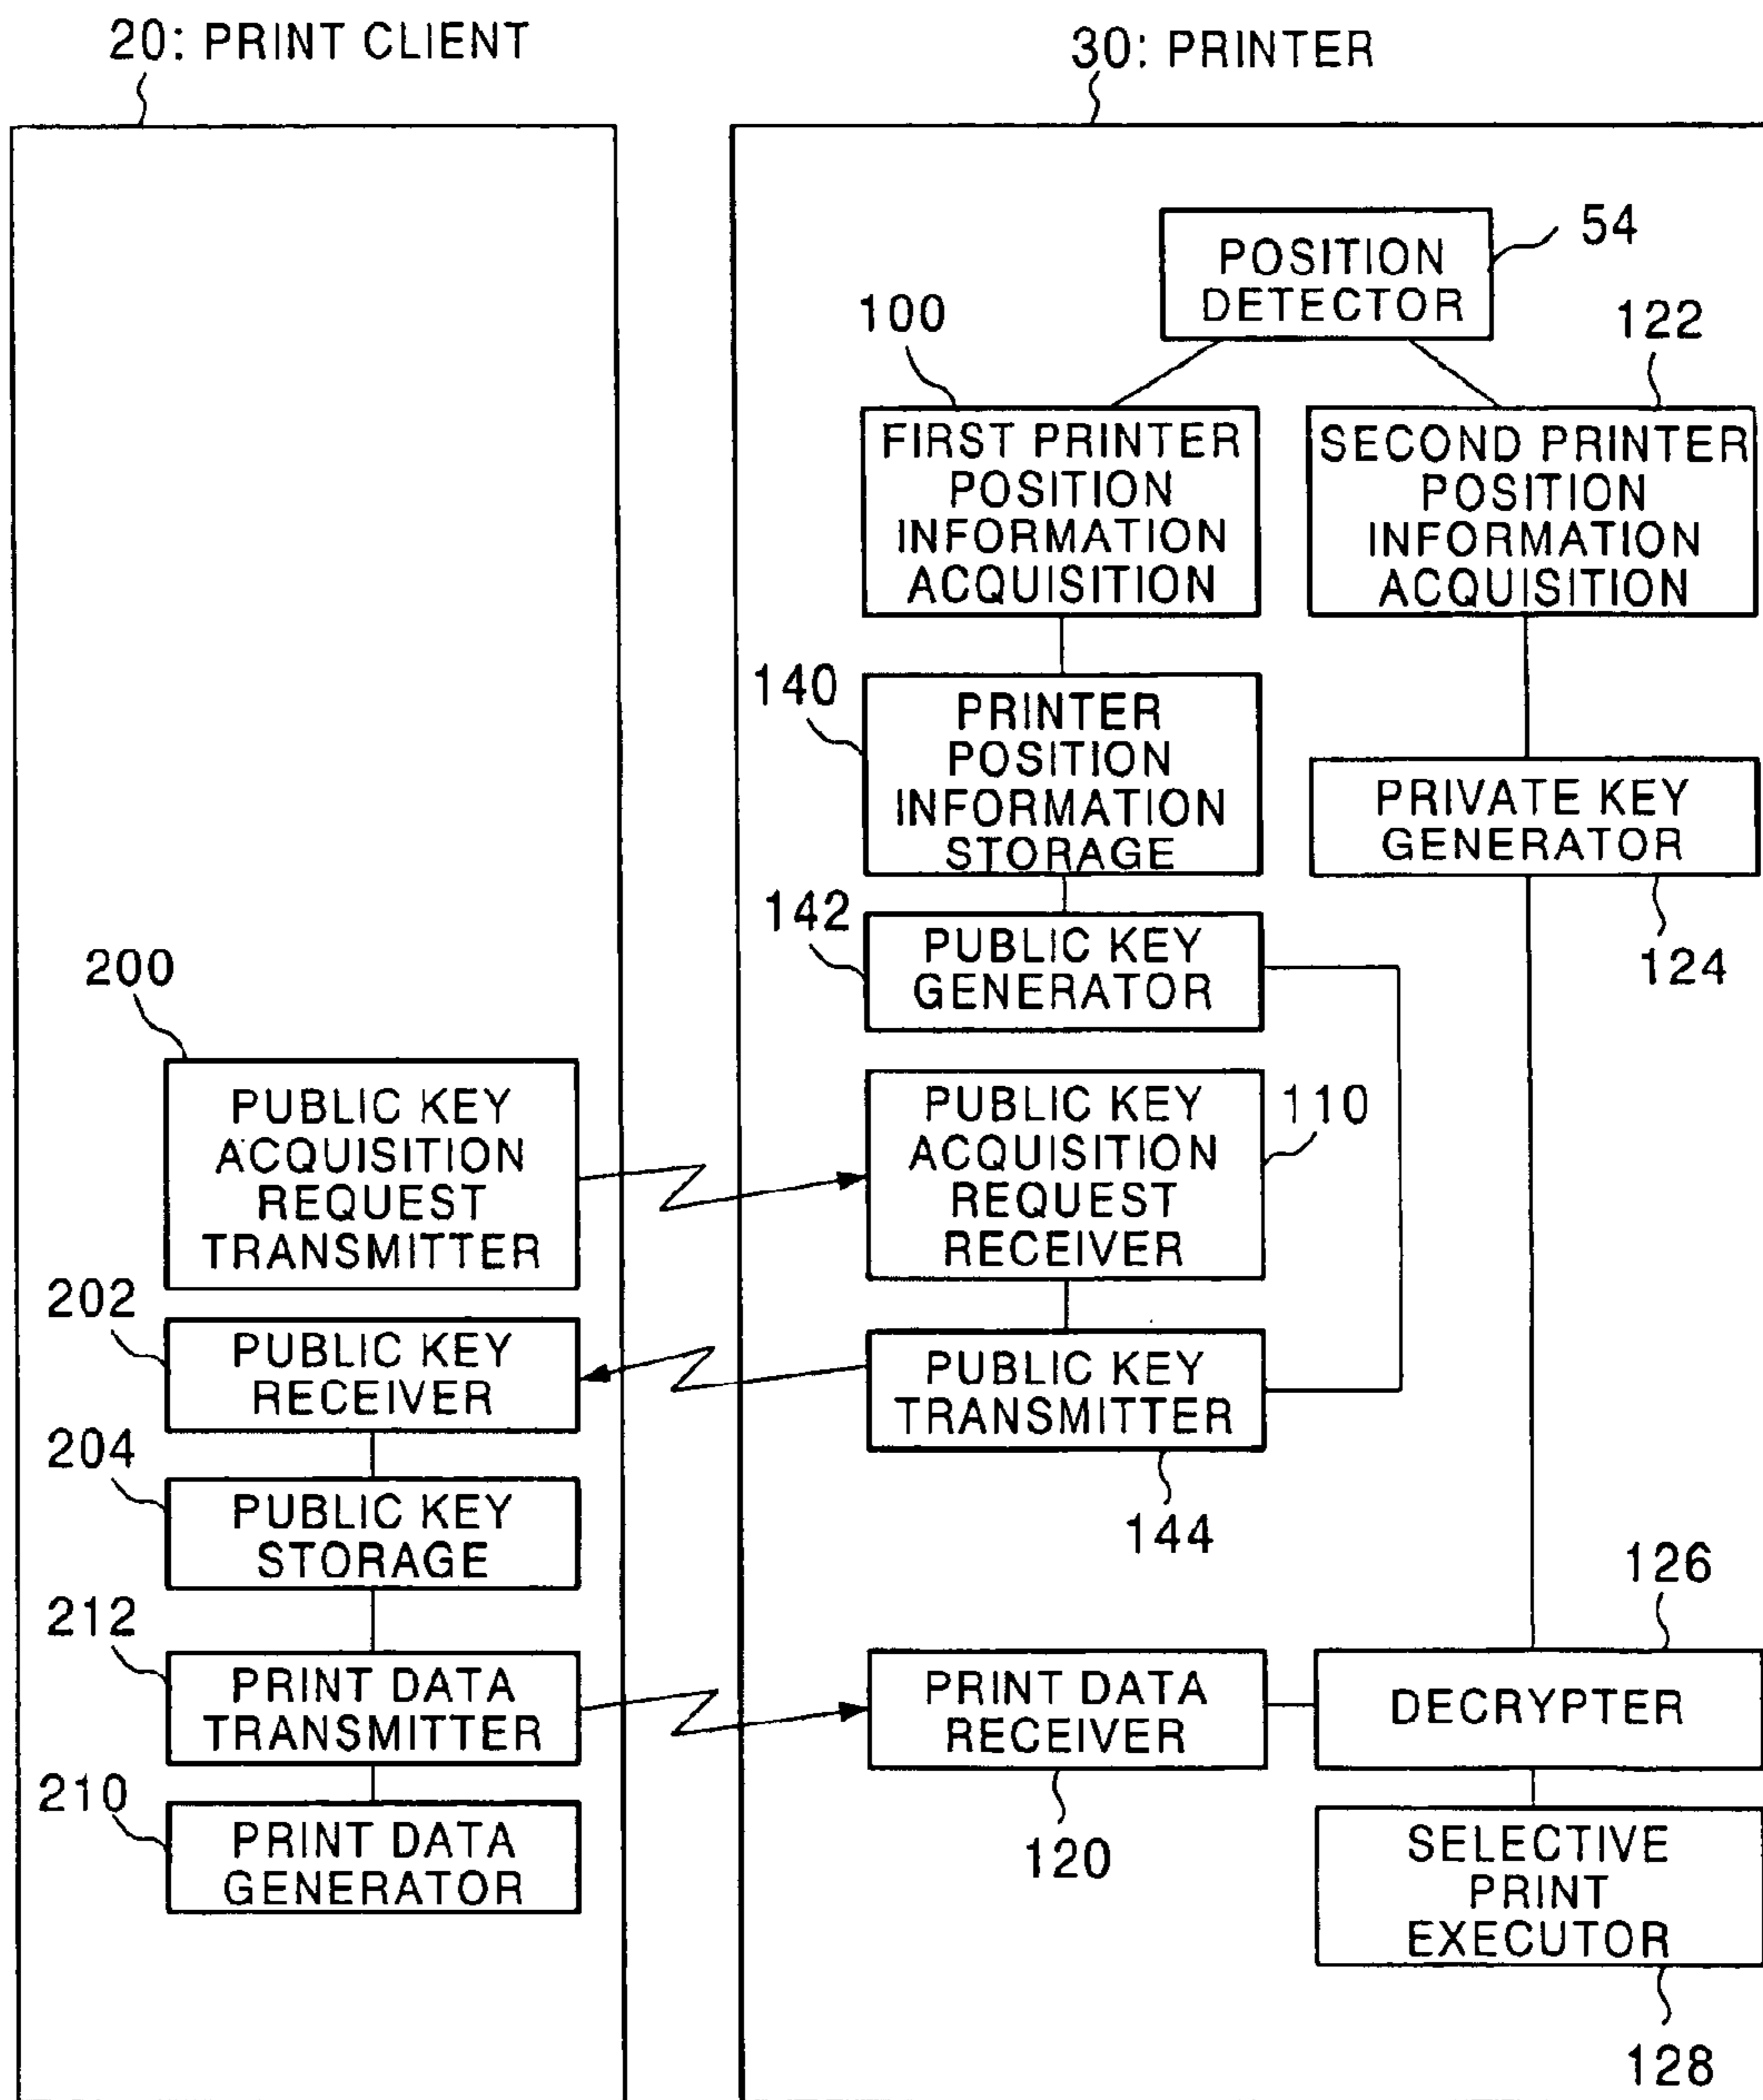 20: PRINT CLIENT
30: PRINTER
54
POSITION
DETECTOR
100
122
FIRST PRINTER
POSITION
INFORMATION
ACQUISITION
SECOND PRINTER
POSITION
INFORMATION
ACQUISITION
140
PRINTER
POSITION
INFORMATION
STORAGE
PRIVATE KEY
GENERATOR
124
142
PUBLIC KEY
GENERATOR
200
PUBLIC KEY
ACQUISITION
REQUEST
TRANSMITTER
PUBLIC KEY
ACQUISITION
REQUEST
RECEIVER
110
202
PUBLIC KEY
RECEIVER
PUBLIC KEY
TRANSMITTER
144
204
PUBLIC KEY
STORAGE
126
212
PRINT DATA
TRANSMITTER
PRINT DATA
RECEIVER
120
DECRYPTER
210
PRINT DATA
GENERATOR
SELECTIVE
PRINT
EXECUTOR
128